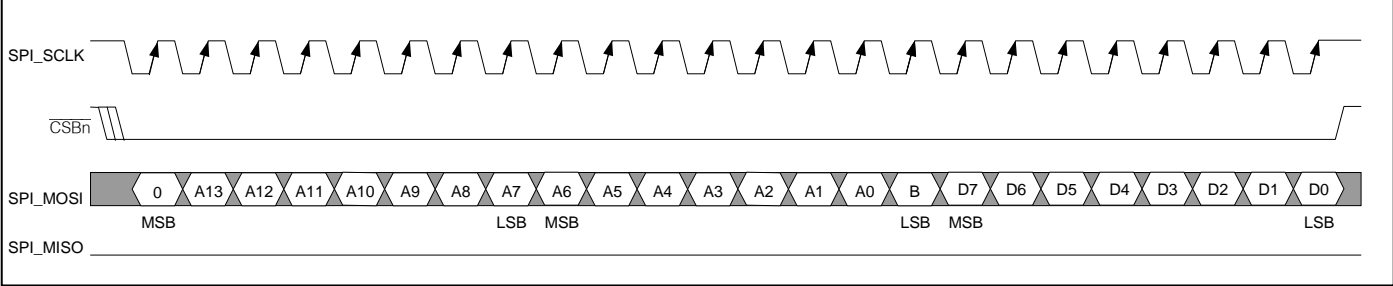 SPI_SCLK
CSBn
SPI_MOSI 0 A13 A12 A11 A10 A9 A8 A7 A6 A5 A4 A3 A2 A1 A0 B D7 D6 D5 D4 D3 D2 D1 D0
MSB LSB MSB LSB MSB LSB
SPI_MISO